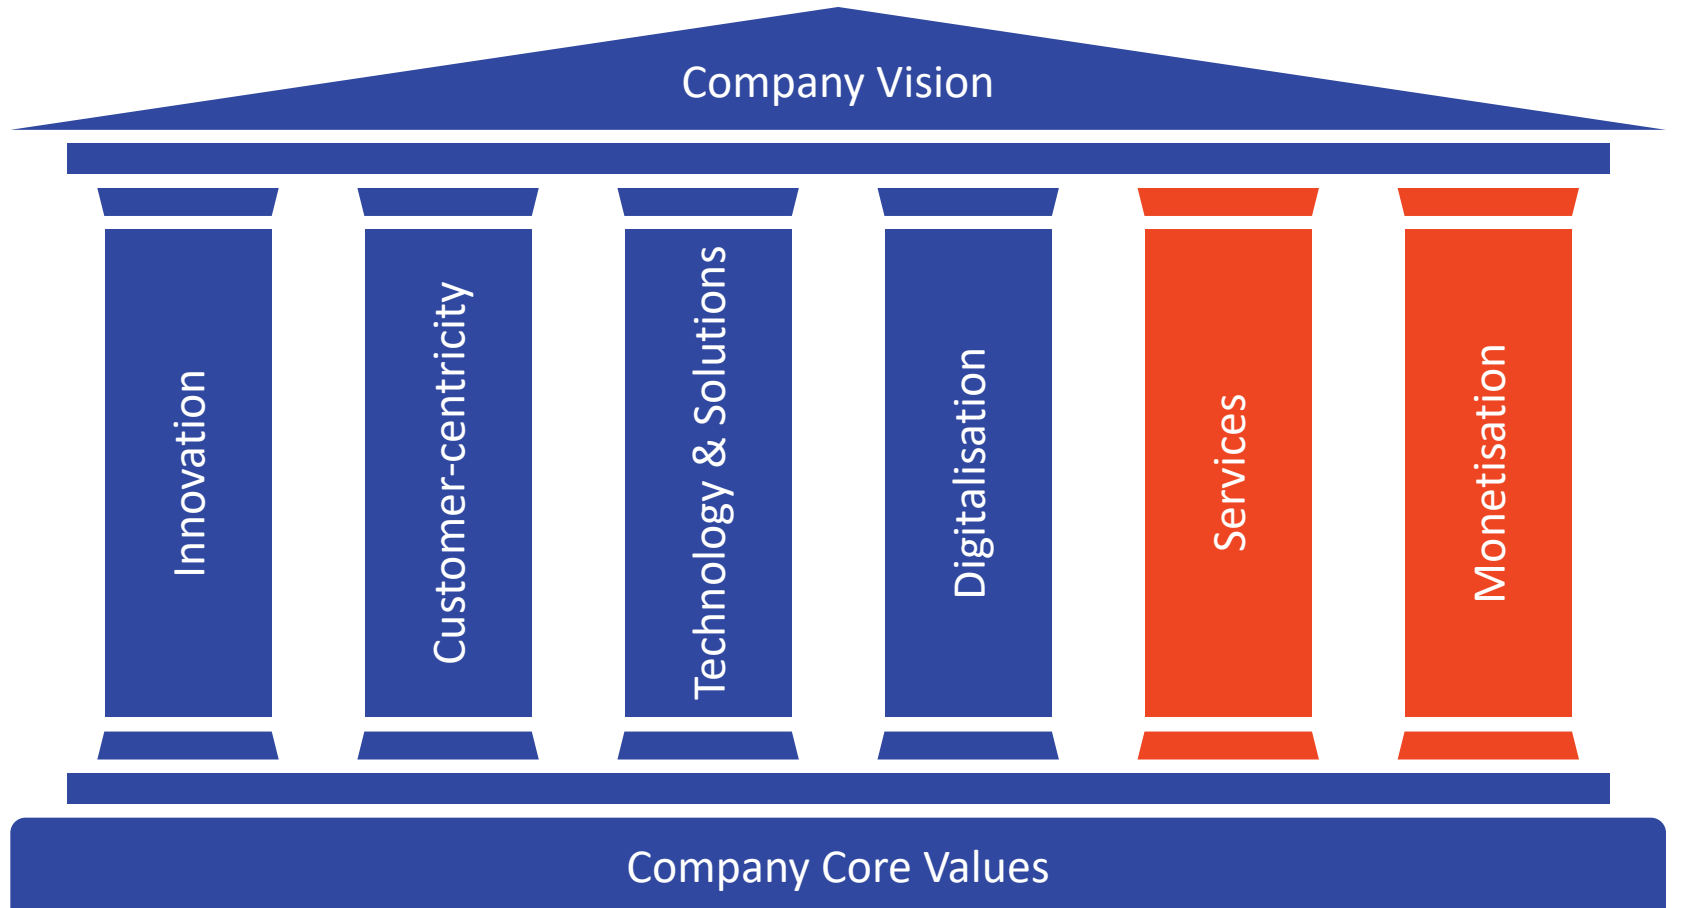 Company Vision
Innovation
Customer-centricity
Technology & Solutions
Digitalisation
Services
Monetisation
Company Core Values